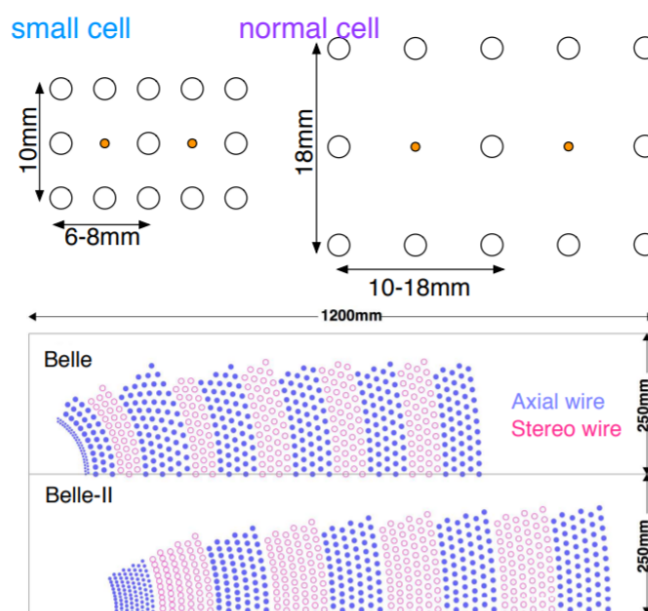 small cell
normal cell
10mm
18mm
6-8mm
10-18mm
1200mm
Belle
Axial wire
Stereo wire
250mm
Belle-II
250mm